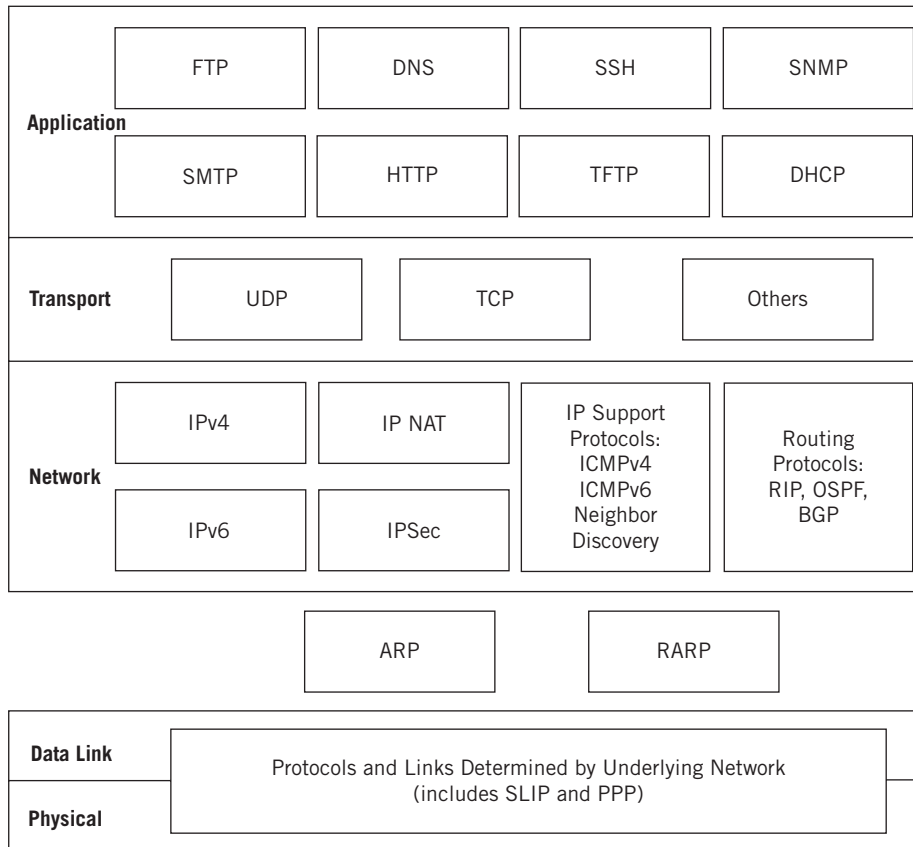 FTP
DNS
SSH
SNMP
Application
SMTP
HTTP
TFTP
DHCP
Transport
UDP
TCP
Others
IPv4
IP NAT
IP Support
Protocols:
ICMPv4
ICMPv6
Neighbor
Discovery
Routing
Protocols:
RIP, OSPF,
BGP
Network
IPv6
IPSec
ARP
RARP
Data Link
Protocols and Links Determined by Underlying Network
(includes SLIP and PPP)
Physical